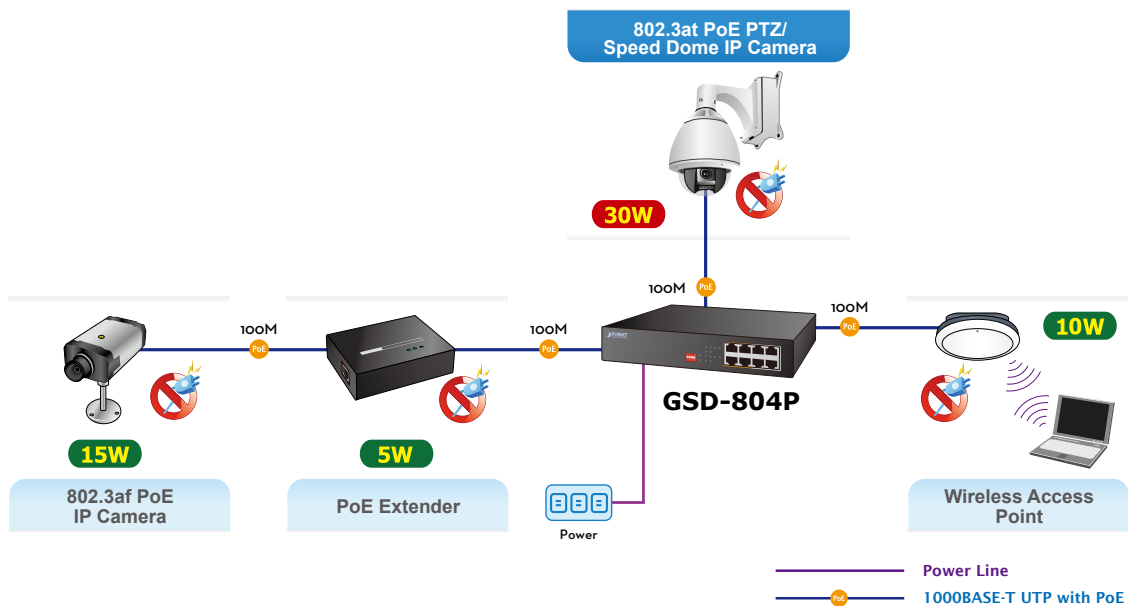 802.3at PoE PTZ/
Speed Dome IP Camera
30W
100M
PoE
100M
PoE
100M
PoE
100M
PoE
10W
PLANET
GSD-804P
15W
5W
802.3af PoE
IP Camera
PoE Extender
Power
Wireless Access
Point
Power Line
PoE
1000BASE-T UTP with PoE